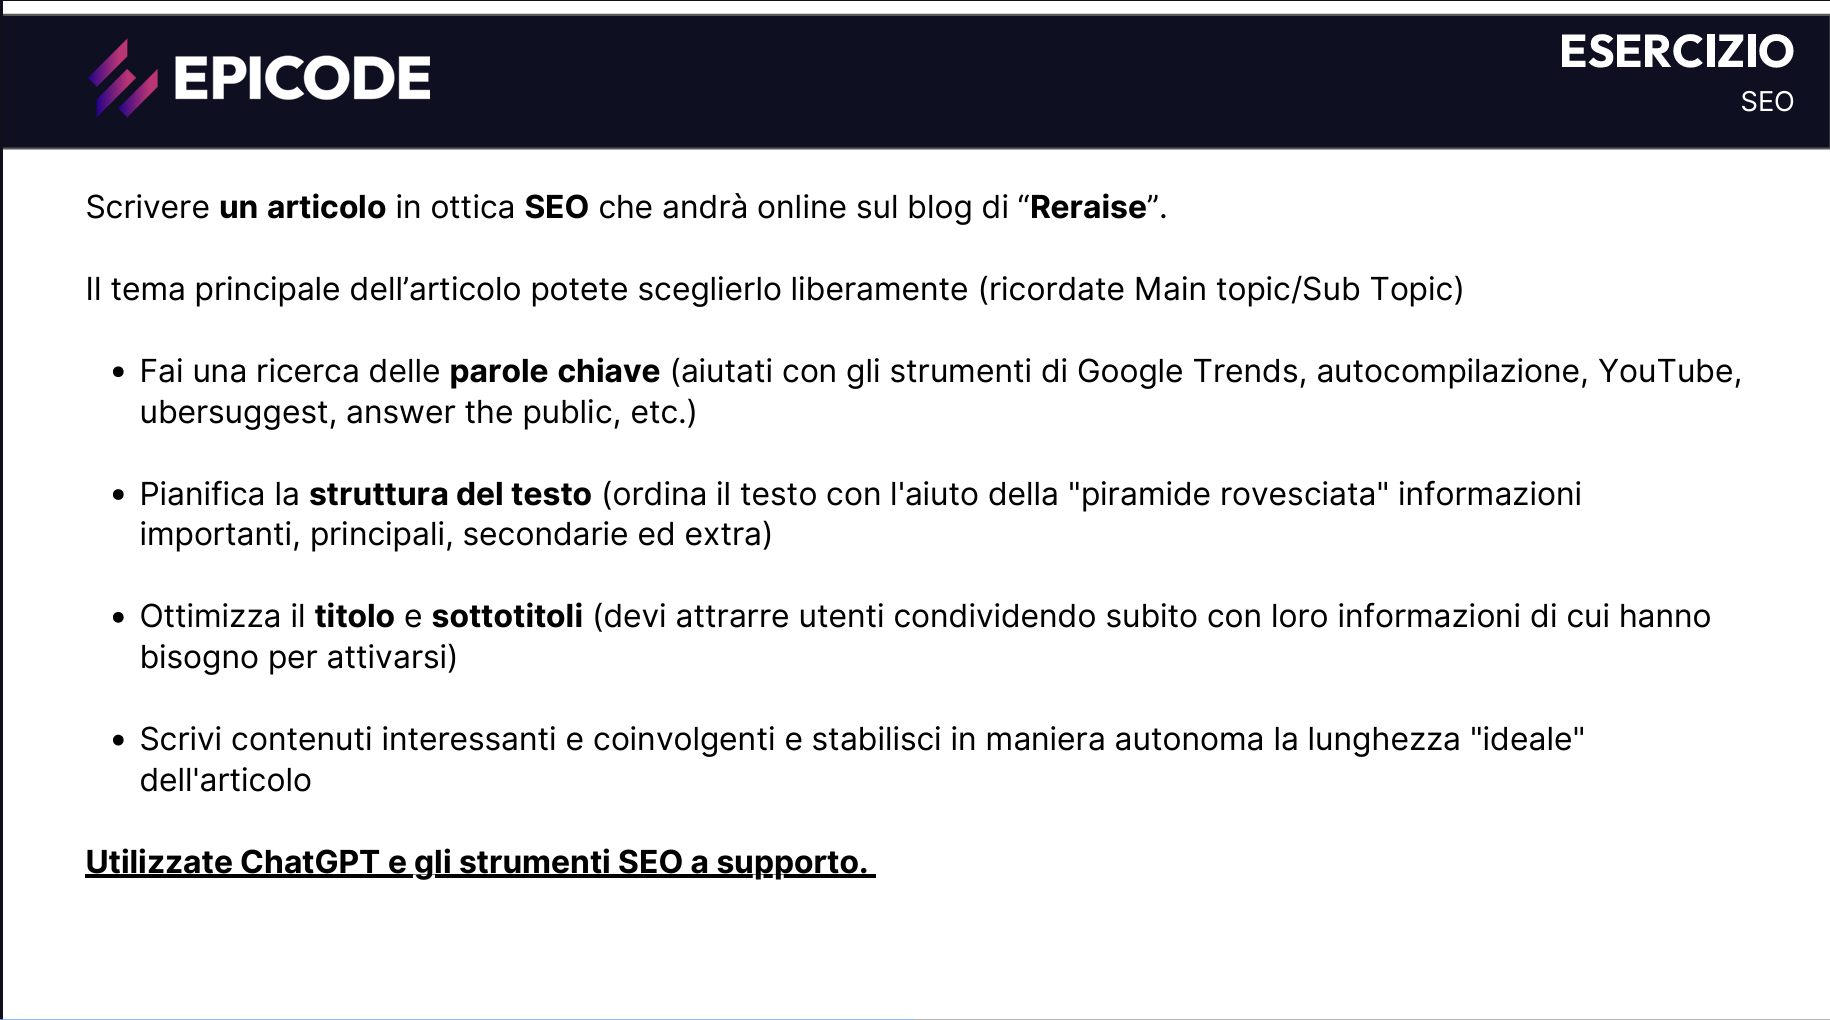 EPICODE
ESERCIZIO
SEO
Scrivere un articolo in ottica SEO che andrà online sul blog di “Reraise”.
Il tema principale dell’articolo potete sceglierlo liberamente (ricordate Main topic/Sub Topic)
• Fai una ricerca delle parole chiave (aiutati con gli strumenti di Google Trends, autocompilazione, YouTube,
ubersuggest, answer the public, etc.)
• Pianifica la struttura del testo (ordina il testo con l'aiuto della "piramide rovesciata" informazioni
importanti, principali, secondarie ed extra)
• Ottimizza il titolo e sottotitoli (devi attrarre utenti condividendo subito con loro informazioni di cui hanno
bisogno per attivarsi)
• Scrivi contenuti interessanti e coinvolgenti e stabilisci in maniera autonoma la lunghezza "ideale"
dell'articolo
Utilizzate ChatGPT e gli strumenti SEO a supporto.